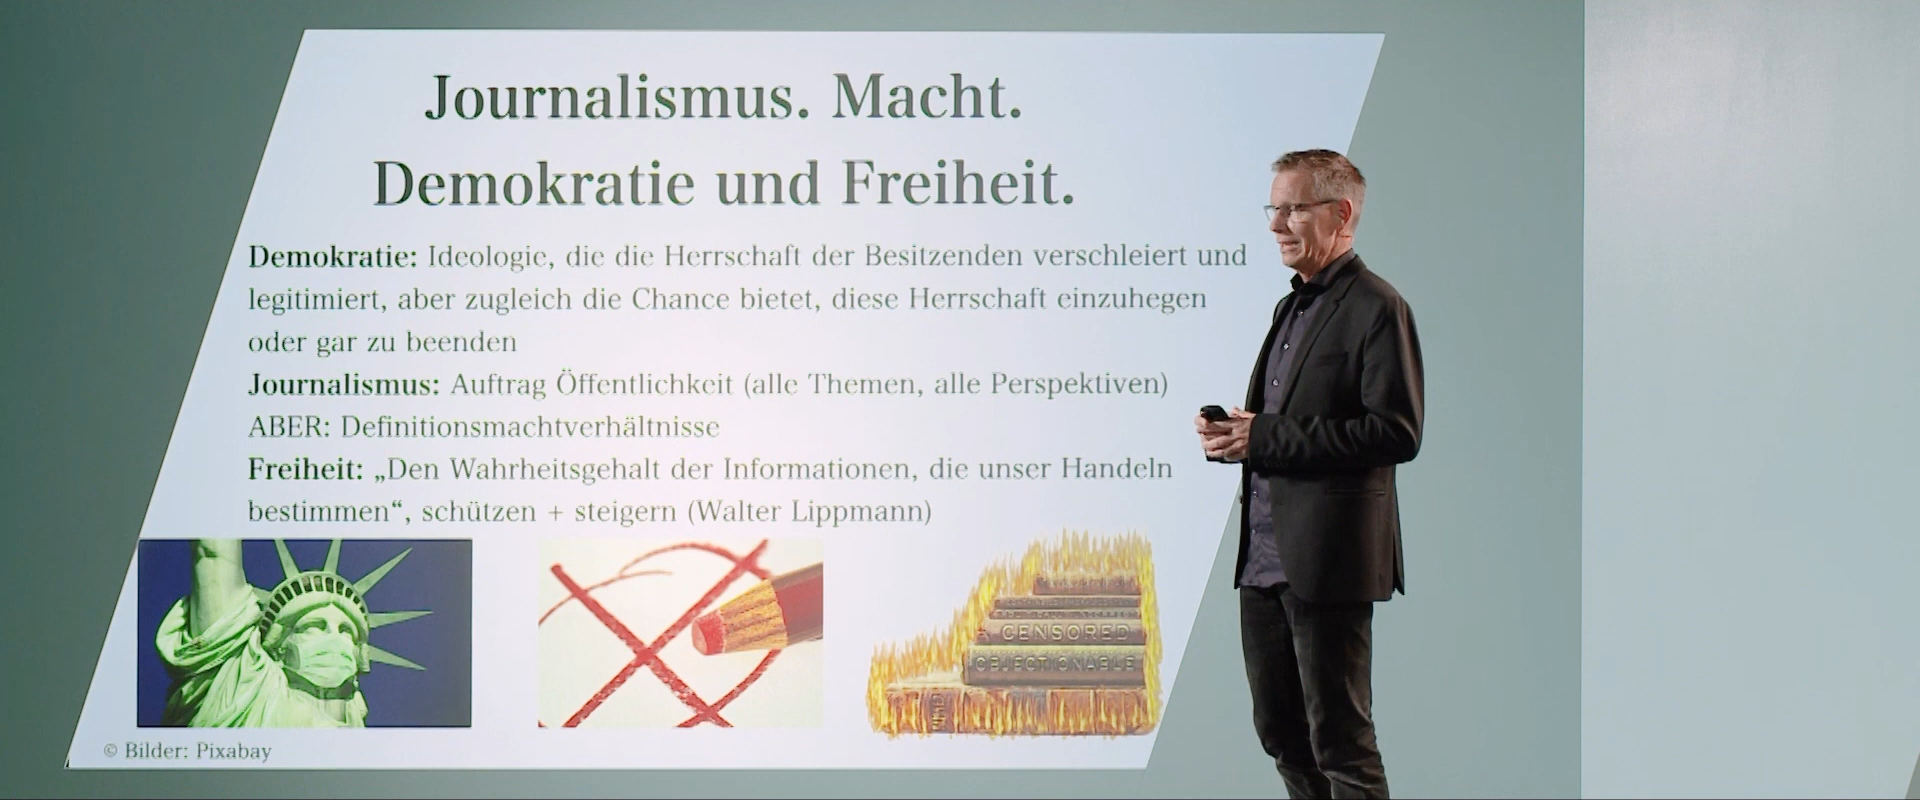 Journalismus. Macht.
Demokratie und Freiheit.
Demokratie: Ideologie, die die Herrschaft der Besitzenden verschleiert und
legitimiert, aber zugleich die Chance bietet, diese Herrschaft einzuhegen
oder gar zu beenden
Journalismus: Auftrag Öffentlichkeit (alle Themen, alle Perspektiven)
ABER: Definitionsmachtverhältnisse
Freiheit: „Den Wahrheitsgehalt der Informationen, die unser Handeln
bestimmen“, schützen + steigern (Walter Lippmann)
CENSORED
OBJECTIONABLE
© Bilder: Pixabay